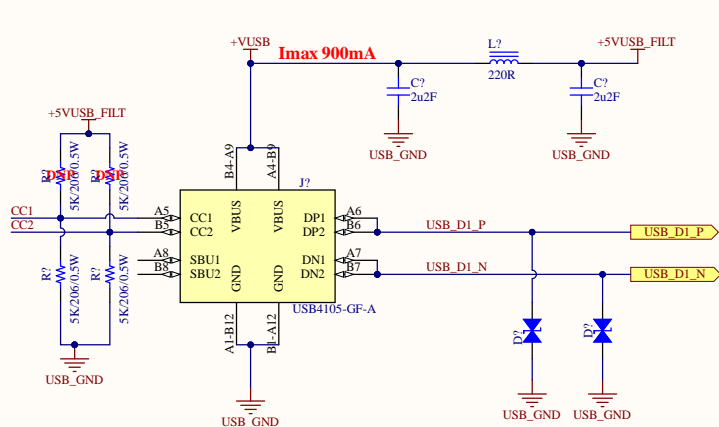 +VUSB
Imax 900mA
L?
220R
+5VUSB_FILT
C?
2u2F
C?
2u2F
USB_GND
USB_GND
+5VUSB_FILT
R?
DNP
5K/206/0.5W
R?
DNP
5K/206/0.5W
B4-A9
A4-B9
J?
CC1
CC2
A5
B5
A8
B8
CC1
CC2
SBU1
SBU2
VBUS
VBUS
GND
GND
DP1
DP2
DN1
DN2
A6
B6
A7
B7
USB_D1_P
USB_D1_N
USB_D1_P
USB_D1_N
R?
5K/206/0.5W
R?
5K/206/0.5W
A1-B12
B1-A12
USB4105-GF-A
D?
D?
USB_GND
USB_GND
USB_GND
USB_GND